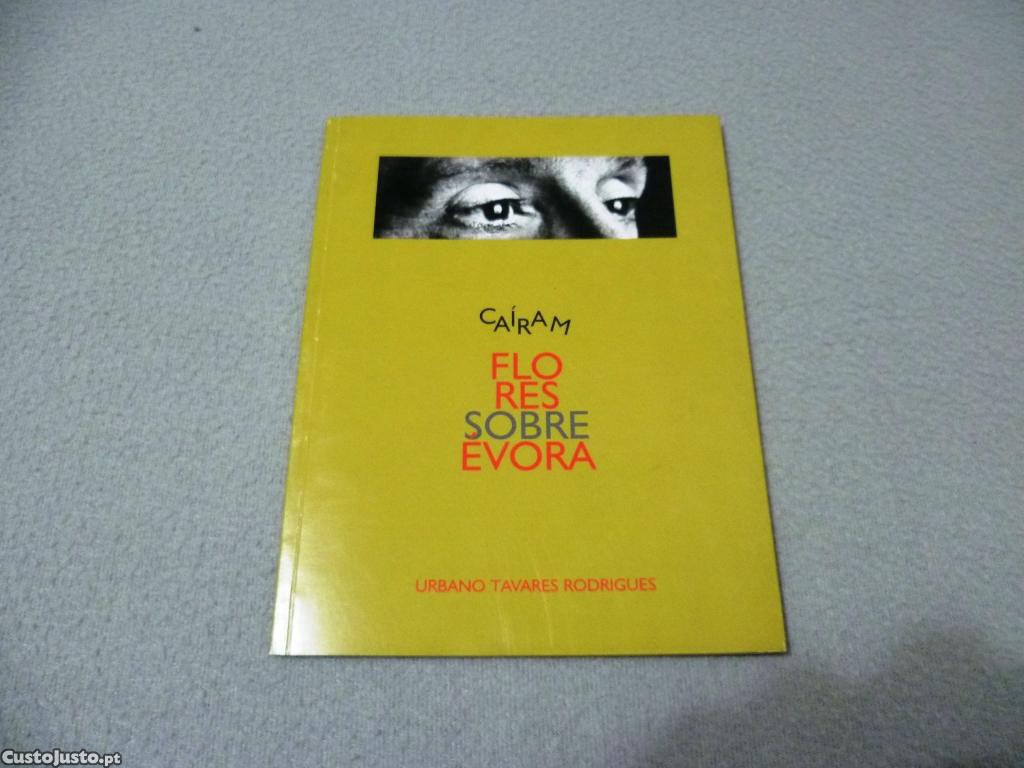 CAÍRAM
FLO
RES
SOBRE
ÉVORA
URBANO TAVARES RODRIGUES
CustoJusto.pt